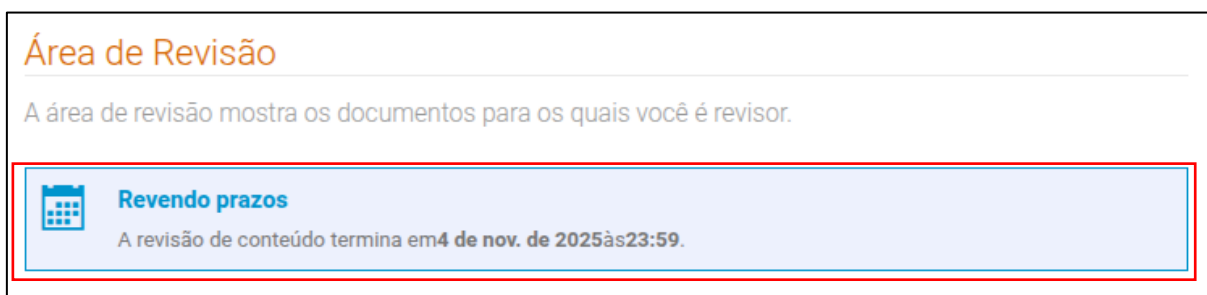 Área de Revisão
A área de revisão mostra os documentos para os quais você é revisor.
Revendo prazos
A revisão de conteúdo termina em4 de nov. de 2025às23:59.